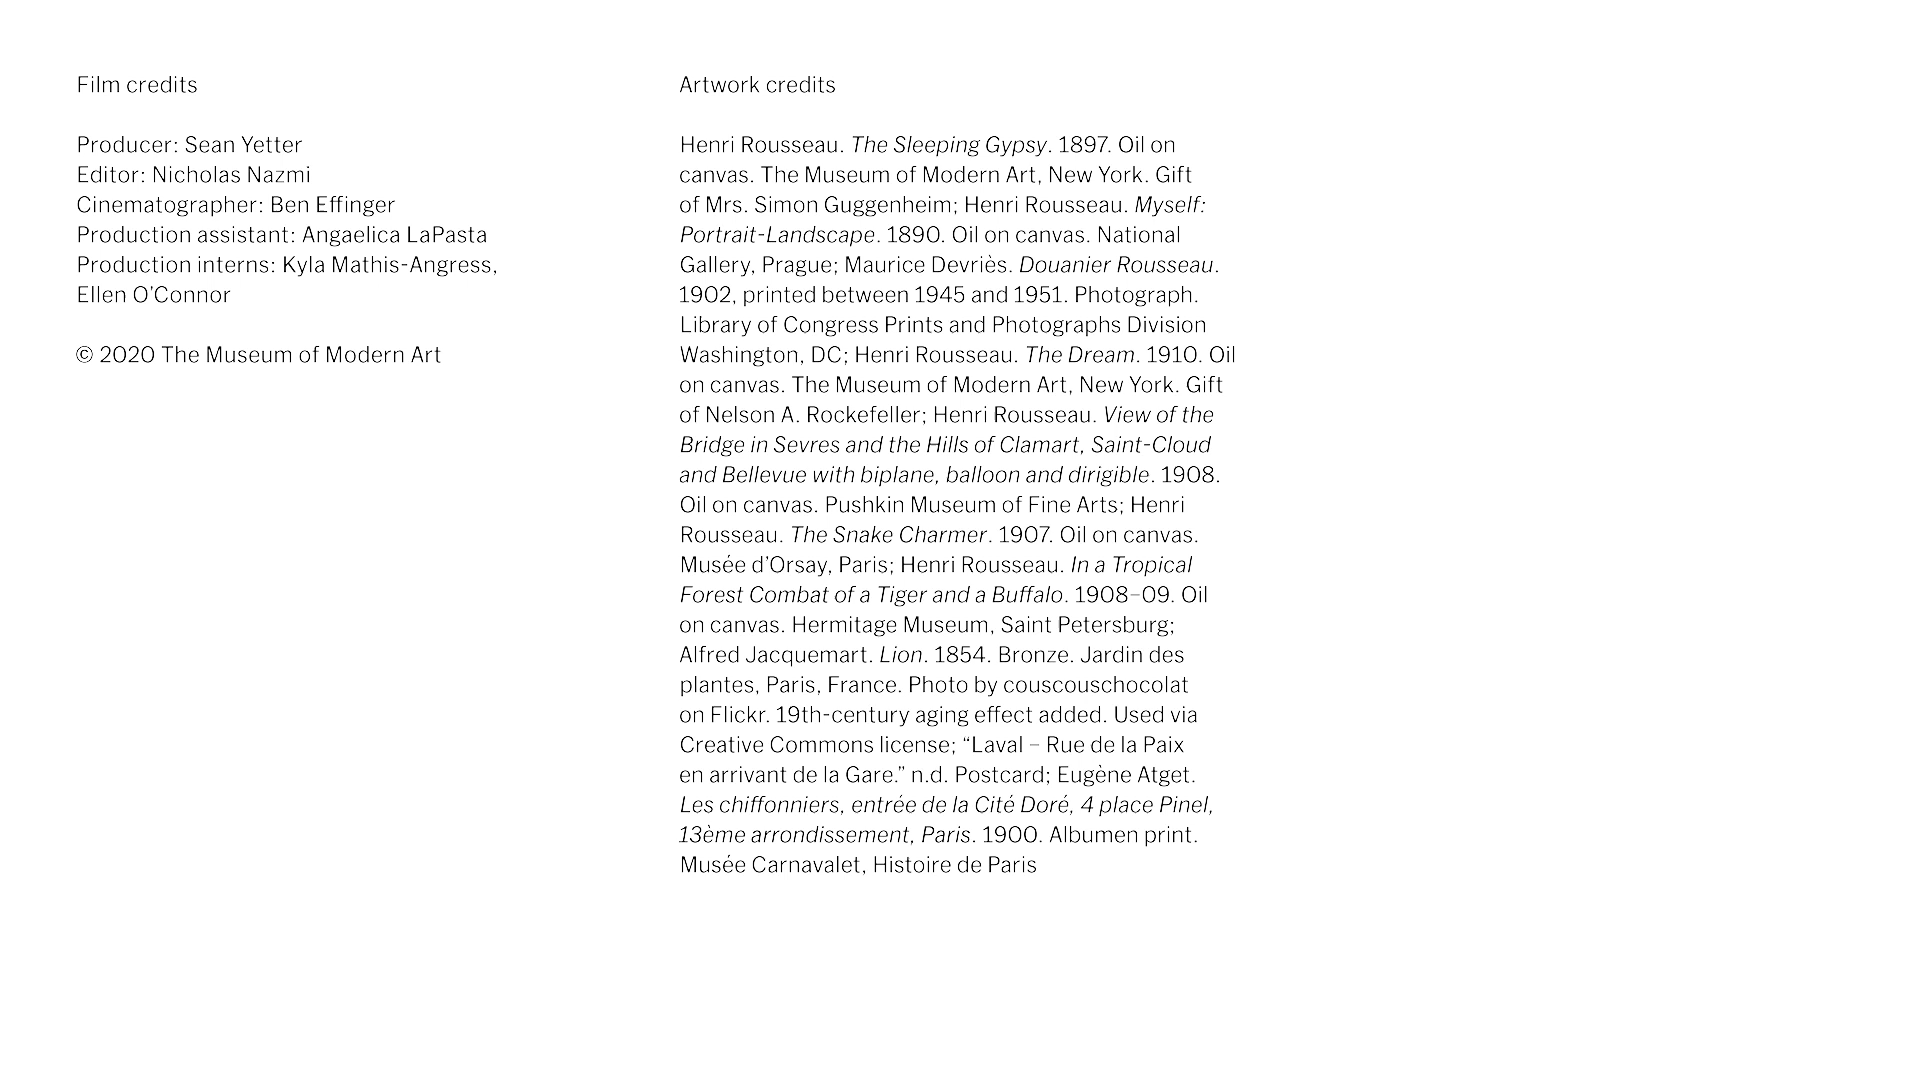 Film credits
Producer: Sean Yetter
Editor: Nicholas Nazmi
Cinematographer: Ben Effinger
Production assistant: Angaelica LaPasta
Production interns: Kyla Mathis-Angress,
Ellen O’Connor
© 2020 The Museum of Modern Art
Artwork credits
Henri Rousseau. The Sleeping Gypsy. 1897. Oil on
canvas. The Museum of Modern Art, New York. Gift
of Mrs. Simon Guggenheim; Henri Rousseau. Myself:
Portrait-Landscape. 1890. Oil on canvas. National
Gallery, Prague; Maurice Devriès. Douanier Rousseau.
1902, printed between 1945 and 1951. Photograph.
Library of Congress Prints and Photographs Division
Washington, DC; Henri Rousseau. The Dream. 1910. Oil
on canvas. The Museum of Modern Art, New York. Gift
of Nelson A. Rockefeller; Henri Rousseau. View of the
Bridge in Sevres and the Hills of Clamart, Saint-Cloud
and Bellevue with biplane, balloon and dirigible. 1908.
Oil on canvas. Pushkin Museum of Fine Arts; Henri
Rousseau. The Snake Charmer. 1907. Oil on canvas.
Musée d’Orsay, Paris; Henri Rousseau. In a Tropical
Forest Combat of a Tiger and a Buffalo. 1908–09. Oil
on canvas. Hermitage Museum, Saint Petersburg;
Alfred Jacquemart. Lion. 1854. Bronze. Jardin des
plantes, Paris, France. Photo by couscouschocolat
on Flickr. 19th-century aging effect added. Used via
Creative Commons license; “Laval – Rue de la Paix
en arrivant de la Gare.” n.d. Postcard; Eugène Atget.
Les chiffonniers, entrée de la Cité Doré, 4 place Pinel,
13ème arrondissement, Paris. 1900. Albumen print.
Musée Carnavalet, Histoire de Paris